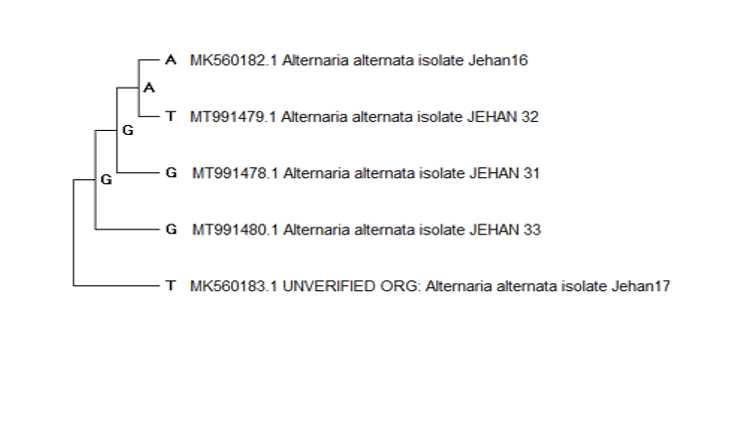 A MK560182.1 Alternaria alternata isolate Jehan16
A
T MT991479.1 Alternaria alternata isolate JEHAN 32
G
G MT991478.1 Alternaria alternata isolate JEHAN 31
G
G MT991480.1 Alternaria alternata isolate JEHAN 33
T MK560183.1 UNVERIFIED ORG: Alternaria alternata isolate Jehan17